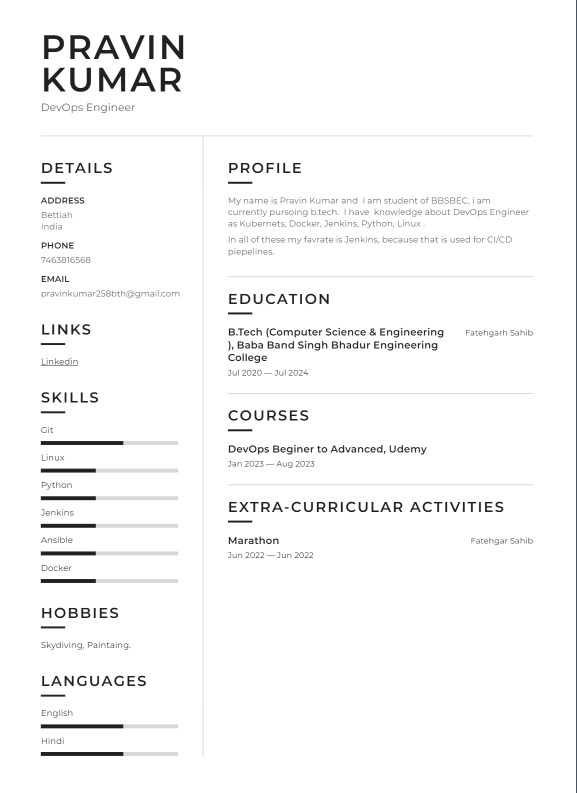 PRAVIN
KUMAR
DevOps Engineer
DETAILS
ADDRESS
Bettiah
India
PHONE
7463816568
EMAIL
pravinkumar258bth@gmail.com
LINKS
Linkedin
SKILLS
Git
Linux
Python
Jenkins
Ansible
Docker
HOBBIES
Skydiving, Paintaing.
LANGUAGES
English
Hindi
PROFILE
My name is Pravin Kumar and  i am student of BBSBEC, i am
currently pursoing b.tech.  I have  knowledge about DevOps Engineer
as Kubernets, Docker, Jenkins, Python, Linux .
In all of these my favrate is Jenkins, because that is used for CI/CD
piepelines.
EDUCATION
B.Tech (Computer Science & Engineering
), Baba Band Singh Bhadur Engineering
College
Fatehgarh Sahib
Jul 2020 — Jul 2024
COURSES
DevOps Beginer to Advanced, Udemy
Jan 2023 — Aug 2023
EXTRA-CURRICULAR ACTIVITIES
Marathon
Fatehgar Sahib
Jun 2022 — Jun 2022